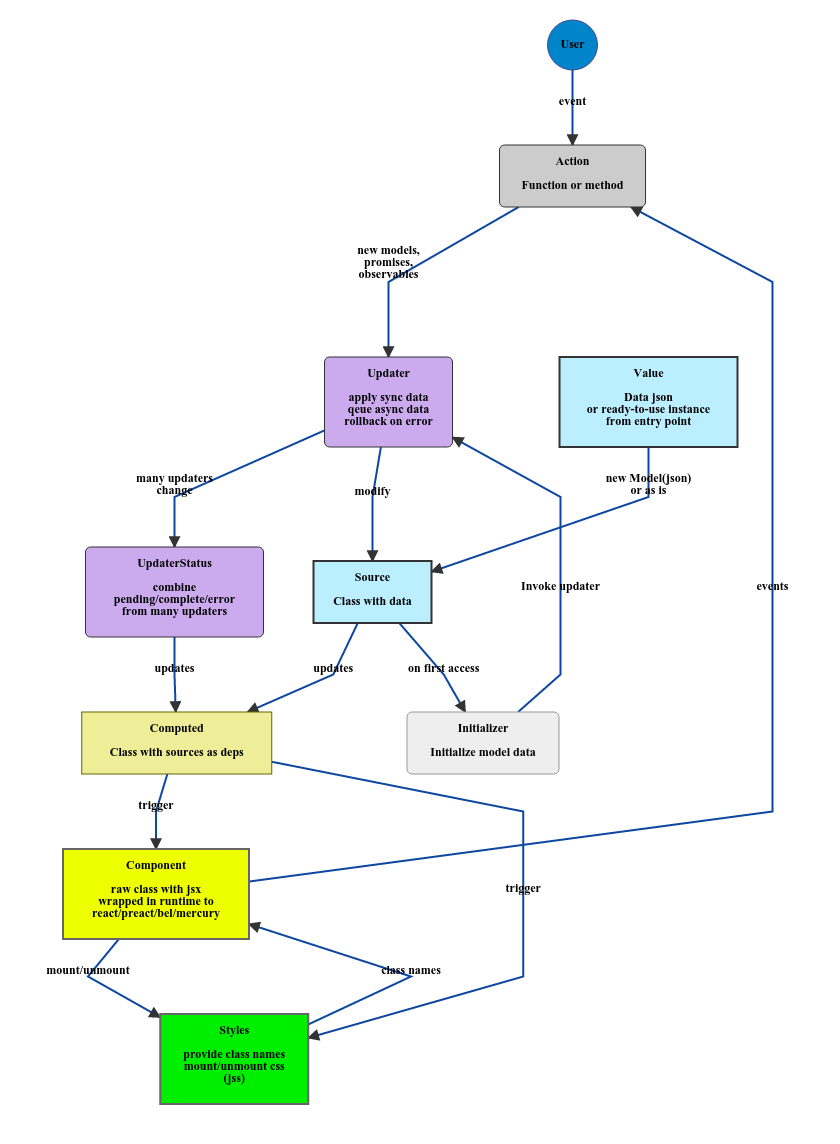 User
event
Action
Function or method
new models,
promises,
observables
Updater
apply sync data
qeue async data
rollback on error
Value
Data json
or ready-to-use instance
from entry point
many updaters
change
modify
new Model(json)
or as is
UpdaterStatus
combine
pending/complete/error
from many updaters
Source
Class with data
Invoke updater
events
updates
updates
on first access
Computed
Class with sources as deps
Initializer
Initialize model data
trigger
Component
raw class with jsx
wrapped in runtime to
react/preact/bel/mercury
trigger
mount/unmount
class names
Styles
provide class names
mount/unmount css
(jss)